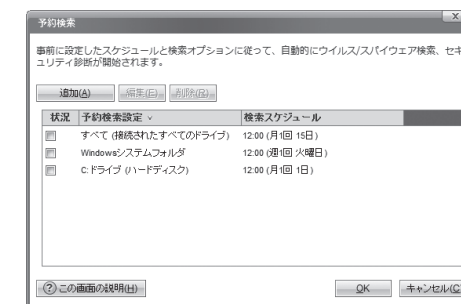 予約検索
事前に設定したスケジュールと検索オプションに従って、自動的にウイルス/スパイウェア検索、セキ
ュリティ診断が開始されます。
追加(A) 編集(E) 削除(R)
状況 予約検索設定 検索スケジュール
すべて (接続されたすべてのドライブ) 12:00 (月1回 15日)
Windowsシステムフォルダ 12:00 (週1回 火曜日)
C:ドライブ (ハードディスク) 12:00 (月1回 1日)
?この画面の説明(H) OK キャンセル(C